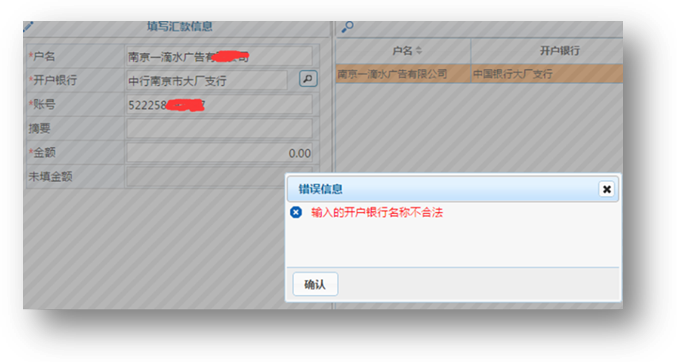 填写汇款信息
*户名 南京一滴水广告有
*开户银行 中行南京市大厂支行
*账号 522258
摘要
*金额 0.00
未填金额
户名 开户银行
南京一滴水广告有限公司 中国银行大厂支行
错误信息
输入的开户银行名称不合法
确认